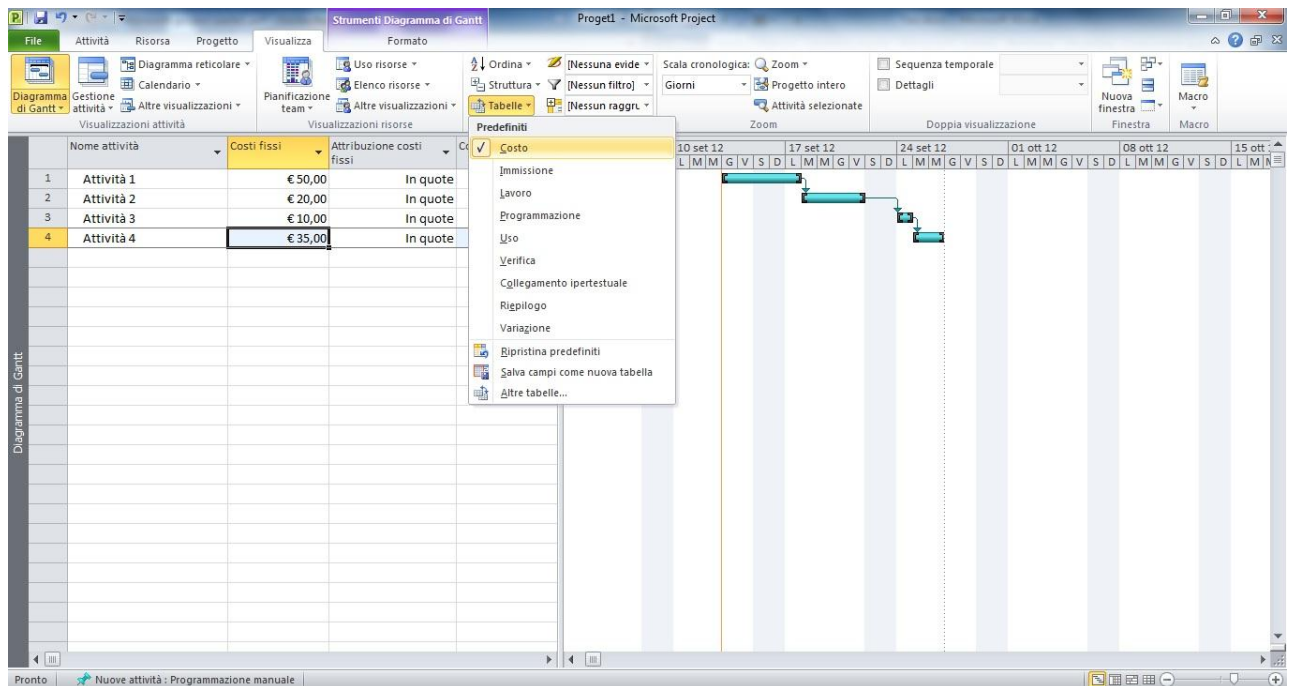 Strumenti Diagramma di Gantt
Proget1 - Microsoft Project
File Attività Risorsa Progetto Visualizza Formato
Diagramma di Gantt
Gestione attività
Diagramma reticolare
Calendario
Altre visualizzazioni
Visualizzazioni attività
Pianificazione team
Uso risorse
Elenco risorse
Altre visualizzazioni
Visualizzazioni risorse
Ordina
Struttura
Tabelle
[Nessuna evide
[Nessun filtro]
[Nessun raggru
Scala cronologica:
Giorni
Zoom
Progetto intero
Attività selezionate
Zoom
Sequenza temporale
Dettagli
Doppia visualizzazione
Nuova finestra
Finestra
Macro
Macro
Predefiniti
Costo
Immissione
Lavoro
Programmazione
Uso
Verifica
Collegamento ipertestuale
Riepilogo
Variazione
Ripristina predefiniti
Salva campi come nuova tabella
Altre tabelle...
Nome attività Costi fissi Attribuzione costi fissi
1 Attività 1 € 50,00 In quote
2 Attività 2 € 20,00 In quote
3 Attività 3 € 10,00 In quote
4 Attività 4 € 35,00 In quote
10 set 12 17 set 12 24 set 12 01 ott 12 08 ott 12 15 ott
L M M G V S D L M M G V S D L M M G V S D L M M G V S D L M M G V S D L M
Diagramma di Gantt
Pronto Nuove attività : Programmazione manuale